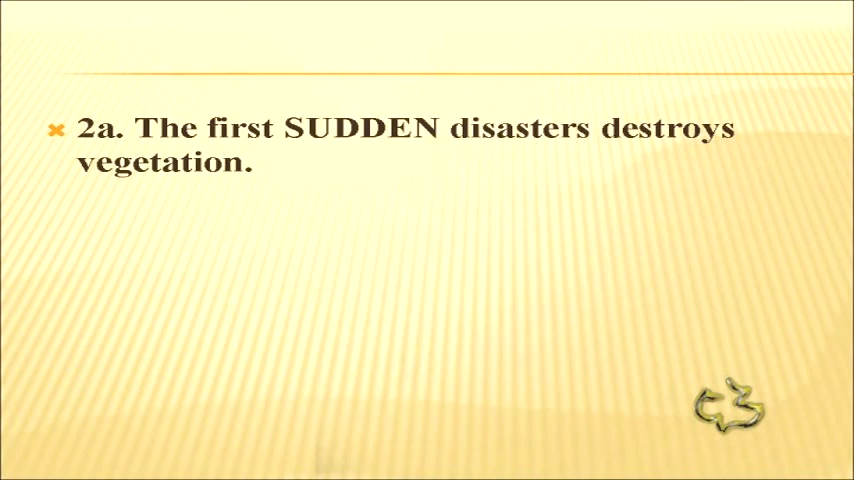 2a. The first SUDDEN disasters destroys
vegetation.